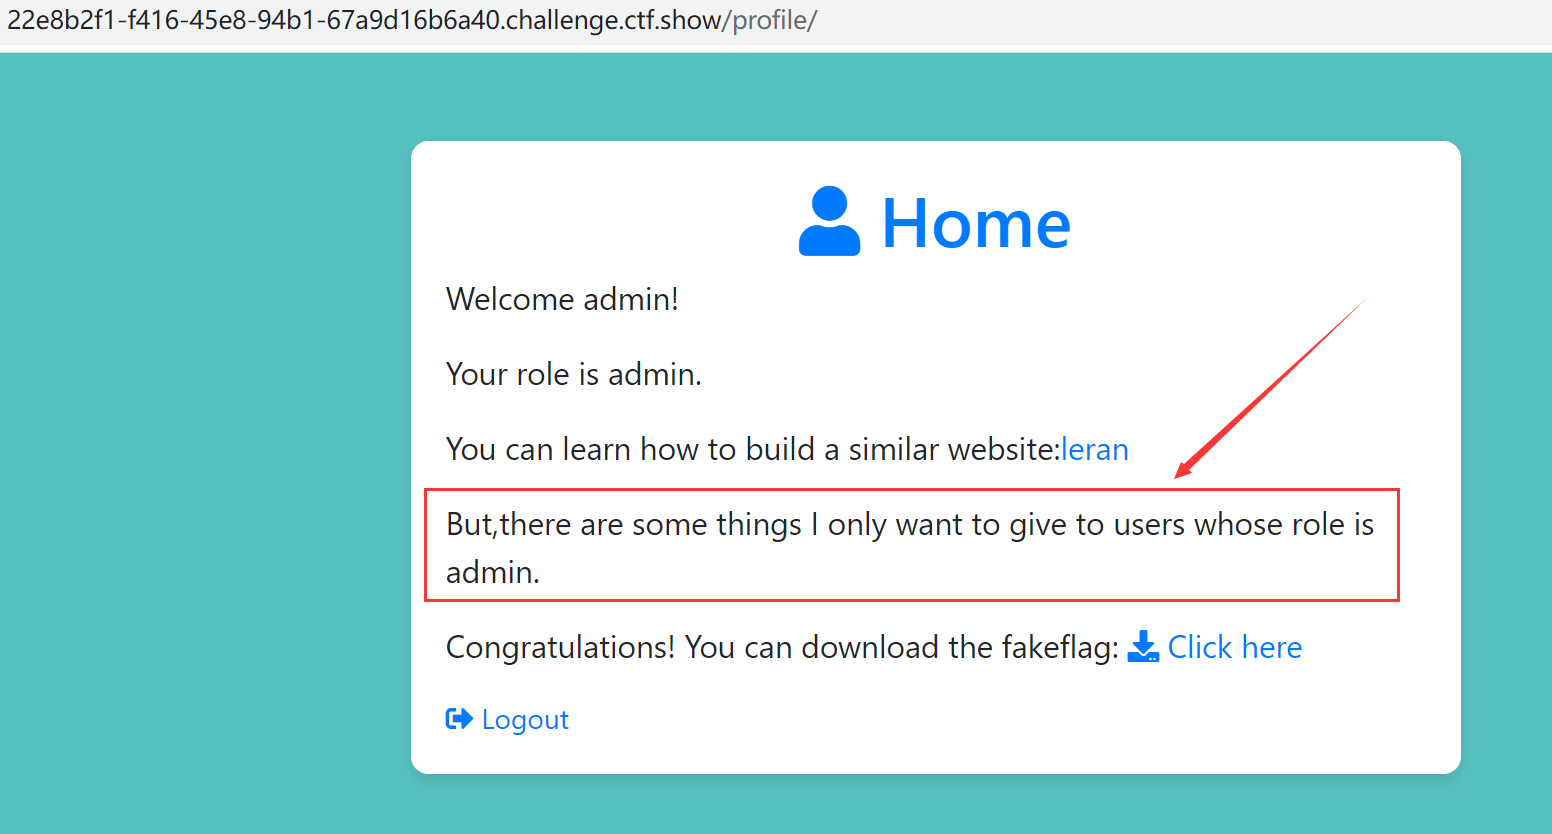 22e8b2f1-f416-45e8-94b1-67a9d16b6a40.challenge.ctf.show/profile/
Home
Welcome admin!
Your role is admin.
You can learn how to build a similar website:leran
But,there are some things I only want to give to users whose role is
admin.
Congratulations! You can download the fakeflag: Click here
Logout